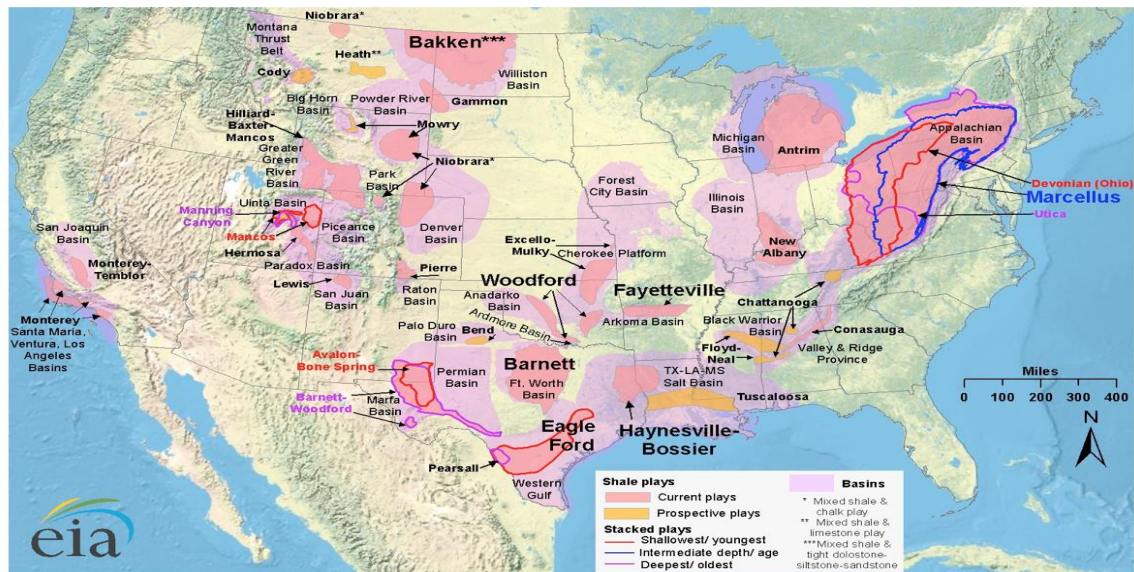 Niobrara*
Montana
Thrust
Belt
Bakken***
Heath**
Cody
Williston
Basin
Big Horn
Basin
Powder River
Basin
Gammon
Hilliard-
Baxter-
Mancos
Mowry
Greater
Green
River
Basin
Niobrara*
Park
Basin
Michigan
Basin
Antrim
Appalachian
Basin
Forest
City Basin
Illinois
Basin
Devonian (Ohio)
Marcellus
Utica
Uinta Basin
Manning
Canyon
Mancos
Piceance
Basin
Denver
Basin
San Joaquin
Basin
Hermosa
Paradox Basin
Excello-
Mulky
Cherokee Platform
New
Albany
Monterey-
Temblor
Lewis
San Juan
Basin
Pierre
Raton
Basin
Woodford
Anadarko
Basin
Fayetteville
Chattanooga
Monterey
Santa Maria,
Ventura, Los
Angeles
Basins
Palo Duro
Basin
Bend
Ardmore Basin
Arkoma Basin
Black Warrior
Basin
Conasauga
Floyd-
Neal
Valley & Ridge
Province
Avalon-
Bone Spring
Permian
Basin
Barnett
Ft. Worth
Basin
TX-LA-MS
Salt Basin
Tuscaloosa
Barnett-
Woodford
Marfa
Basin
Eagle
Ford
Haynesville-
Bossier
Pearsall
Western
Gulf
Miles
0 100 200 300 400
N
Shale plays
Current plays
Prospective plays
Stacked plays
Shallowest/ youngest
Intermediate depth/ age
Deepest/ oldest
Basins
* Mixed shale &
chalk play
** Mixed shale &
limestone play
***Mixed shale &
tight dolostone-
siltstone-sandstone
eia